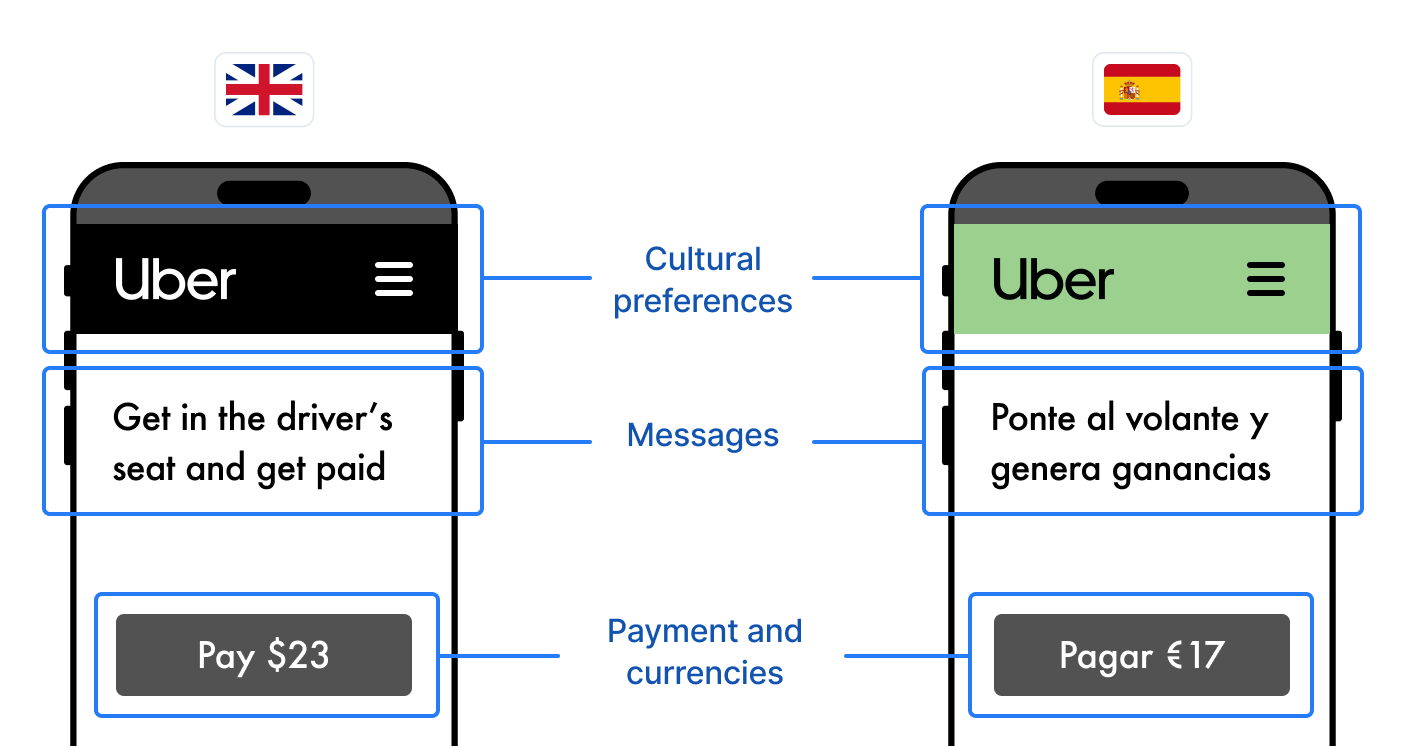 Uber
Cultural
preferences
Uber
Get in the driver’s
seat and get paid
Messages
Ponte al volante y
genera ganancias
Pay $23
Payment and
currencies
Pagar €17